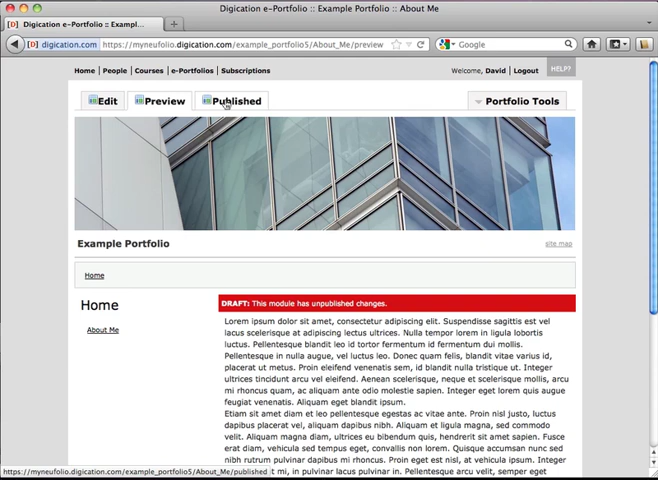 Digication e-Portfolio :: Example Portfolio :: About Me
[D] Digication e-Portfolio :: Exampl...
[D] digication.com https://myneufolio.digication.com/example_portfolio5/About_Me/preview
Google
Home | People | Courses | e-Portfolios | Subscriptions
Welcome, David | Logout
HELP?
Edit
Preview
Published
Portfolio Tools
Example Portfolio
site map
Home
Home
About Me
DRAFT: This module has unpublished changes.
Lorem ipsum dolor sit amet, consectetur adipiscing elit. Suspendisse sagittis est vel
lacus scelerisque at adipiscing lectus ultrices. Nulla tempor lorem in ligula lobortis
luctus. Pellentesque blandit leo id tortor fermentum id interdum dui mollis.
Pellentesque in nulla augue, vel luctus leo. Donec quam felis, blandit vitae varius id,
placerat ut metus. Proin eleifend venenatis sem, id blandit nulla tristique ut. Integer
ultrices tincidunt arcu vel eleifend. Aenean scelerisque, neque et scelerisque mollis, arcu
mi rhoncus quam, ac aliquam ante odio scelerisque enim. Integer eget quam augue
feugiat venenatis. Aliquam eget blandit ipsum.
Etiam sit amet diam et leo pellentesque egestas ac vitae ante. Proin nisl justo, luctus
dapibus placerat vel, aliquam dapibus nibh. Aliquam et ligula magna, sed commodo
velit. Aliquam magna diam, ultrices eu bibendum quis, hendrerit sit amet ipsum. Fusce
erat diam, vehicula sed tempus eget, convallis non lorem. Quisque et est quis lorem
dapibus rhoncus. Proin eget est nisl, at vehicula ipsum. Class
nibh rutrum in pulvinar lacus pulvinar in. Pellentesque arcu velit, semper eget
https://myneufolio.digication.com/example_portfolio5/About_Me/published